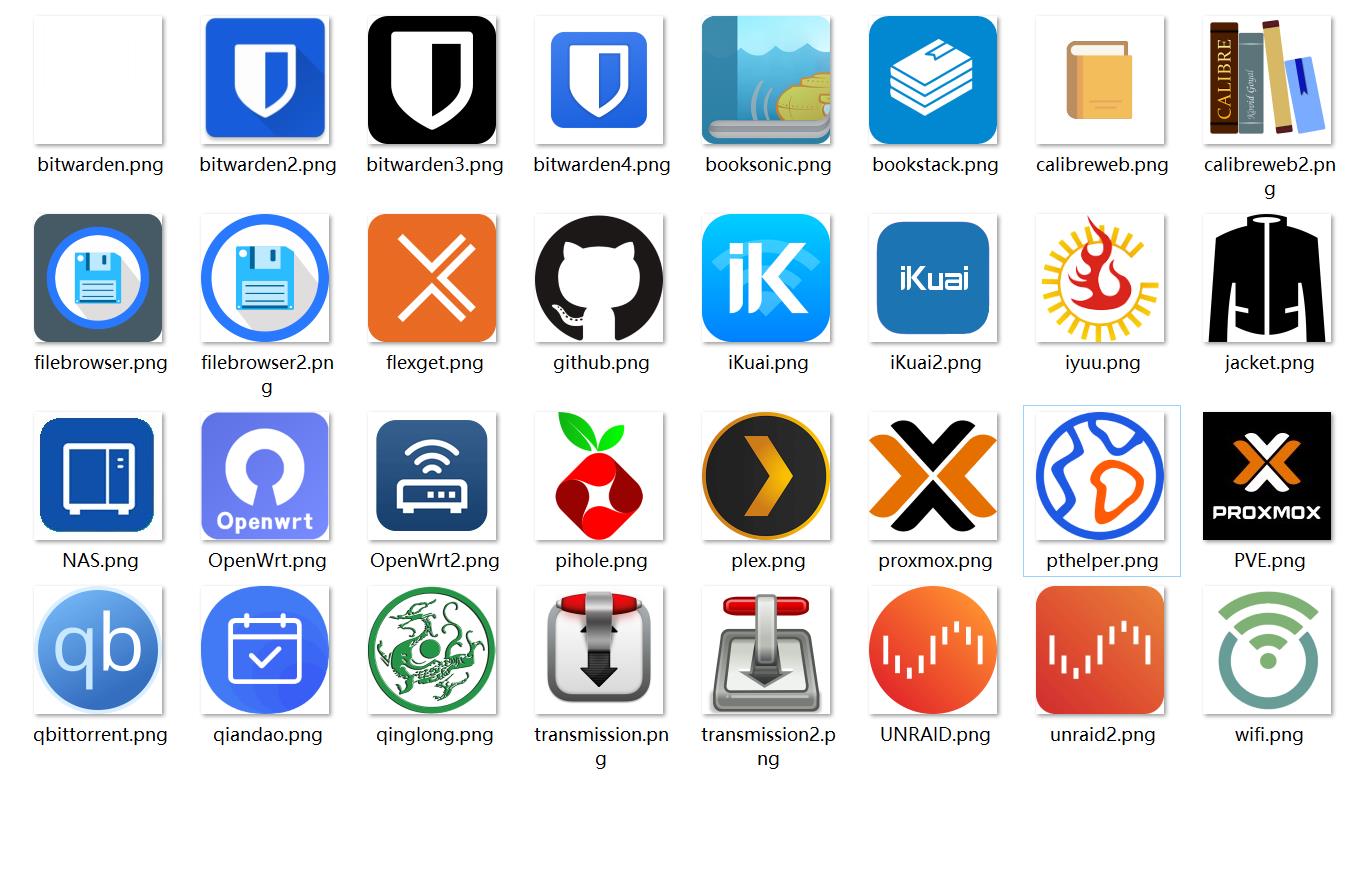 CALIBRE
Kovid Goyal
bitwarden.png
bitwarden2.png
bitwarden3.png
bitwarden4.png
booksonic.png
bookstack.png
calibreweb.png
calibreweb2.pn
g
iK
iKuai
filebrowser.png
filebrowser2.pn
g
flexget.png
github.png
iKuai.png
iKuai2.png
iyuu.png
jacket.png
Openwrt
PROXMOX
NAS.png
OpenWrt.png
OpenWrt2.png
pihole.png
plex.png
proxmox.png
pthelper.png
PVE.png
qb
qbittorrent.png
qiandao.png
qinglong.png
transmission.pn
g
transmission2.p
ng
UNRAID.png
unraid2.png
wifi.png